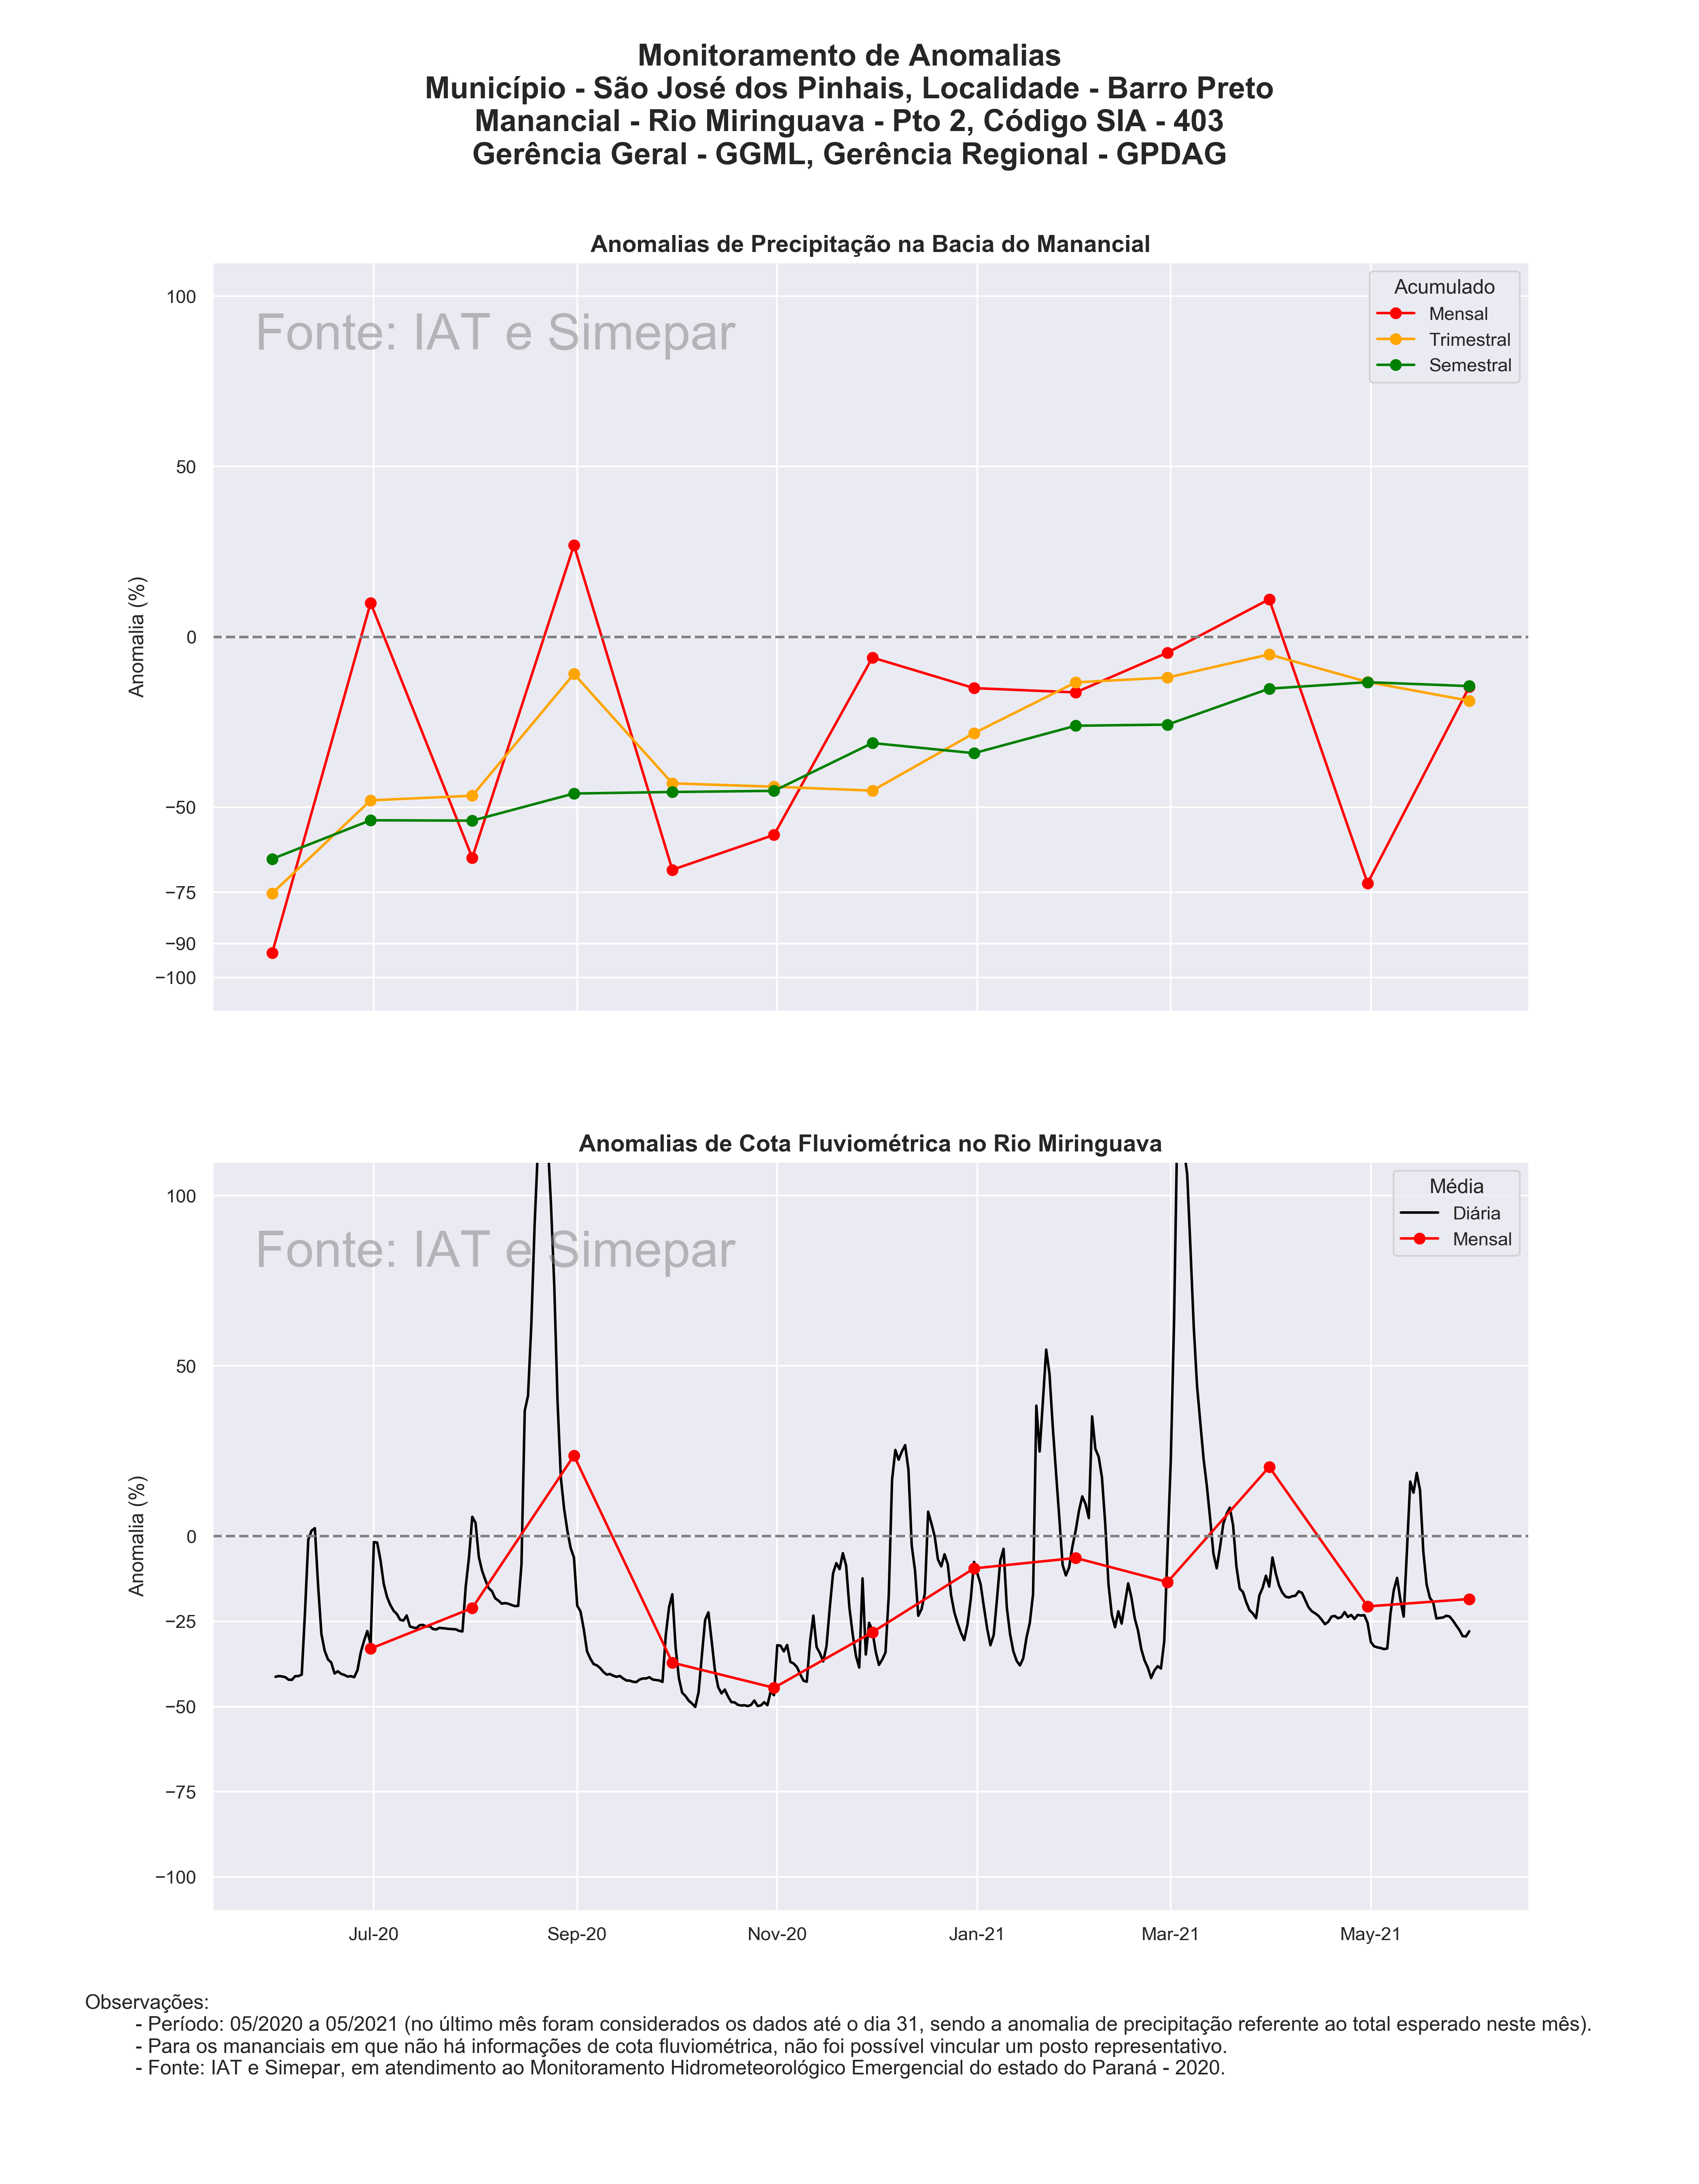 Monitoramento de Anomalias
Município - São José dos Pinhais, Localidade - Barro Preto
Manancial - Rio Miringuava - Pto 2, Código SIA - 403
Gerência Geral - GGML, Gerência Regional - GPDAG
Anomalias de Precipitação na Bacia do Manancial
Fonte: IAT e Simepar
Acumulado
Mensal
Trimestral
Semestral
Anomalia (%)
100
50
0
−50
−75
−90
−100
Anomalias de Cota Fluviométrica no Rio Miringuava
Fonte: IAT e Simepar
Média
Diária
Mensal
Anomalia (%)
100
50
0
−25
−50
−75
−100
Jul-20 Sep-20 Nov-20 Jan-21 Mar-21 May-21
Observações:
- Período: 05/2020 a 05/2021 (no último mês foram considerados os dados até o dia 31, sendo a anomalia de precipitação referente ao total esperado neste mês).
- Para os mananciais em que não há informações de cota fluviométrica, não foi possível vincular um posto representativo.
- Fonte: IAT e Simepar, em atendimento ao Monitoramento Hidrometeorológico Emergencial do estado do Paraná - 2020.